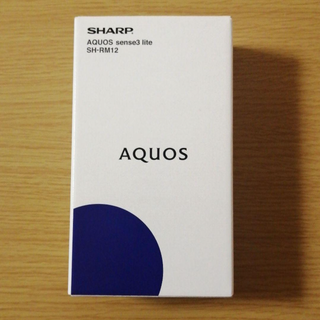 SHARP
AQUOS sense3 lite
SH-RM12
AQUOS